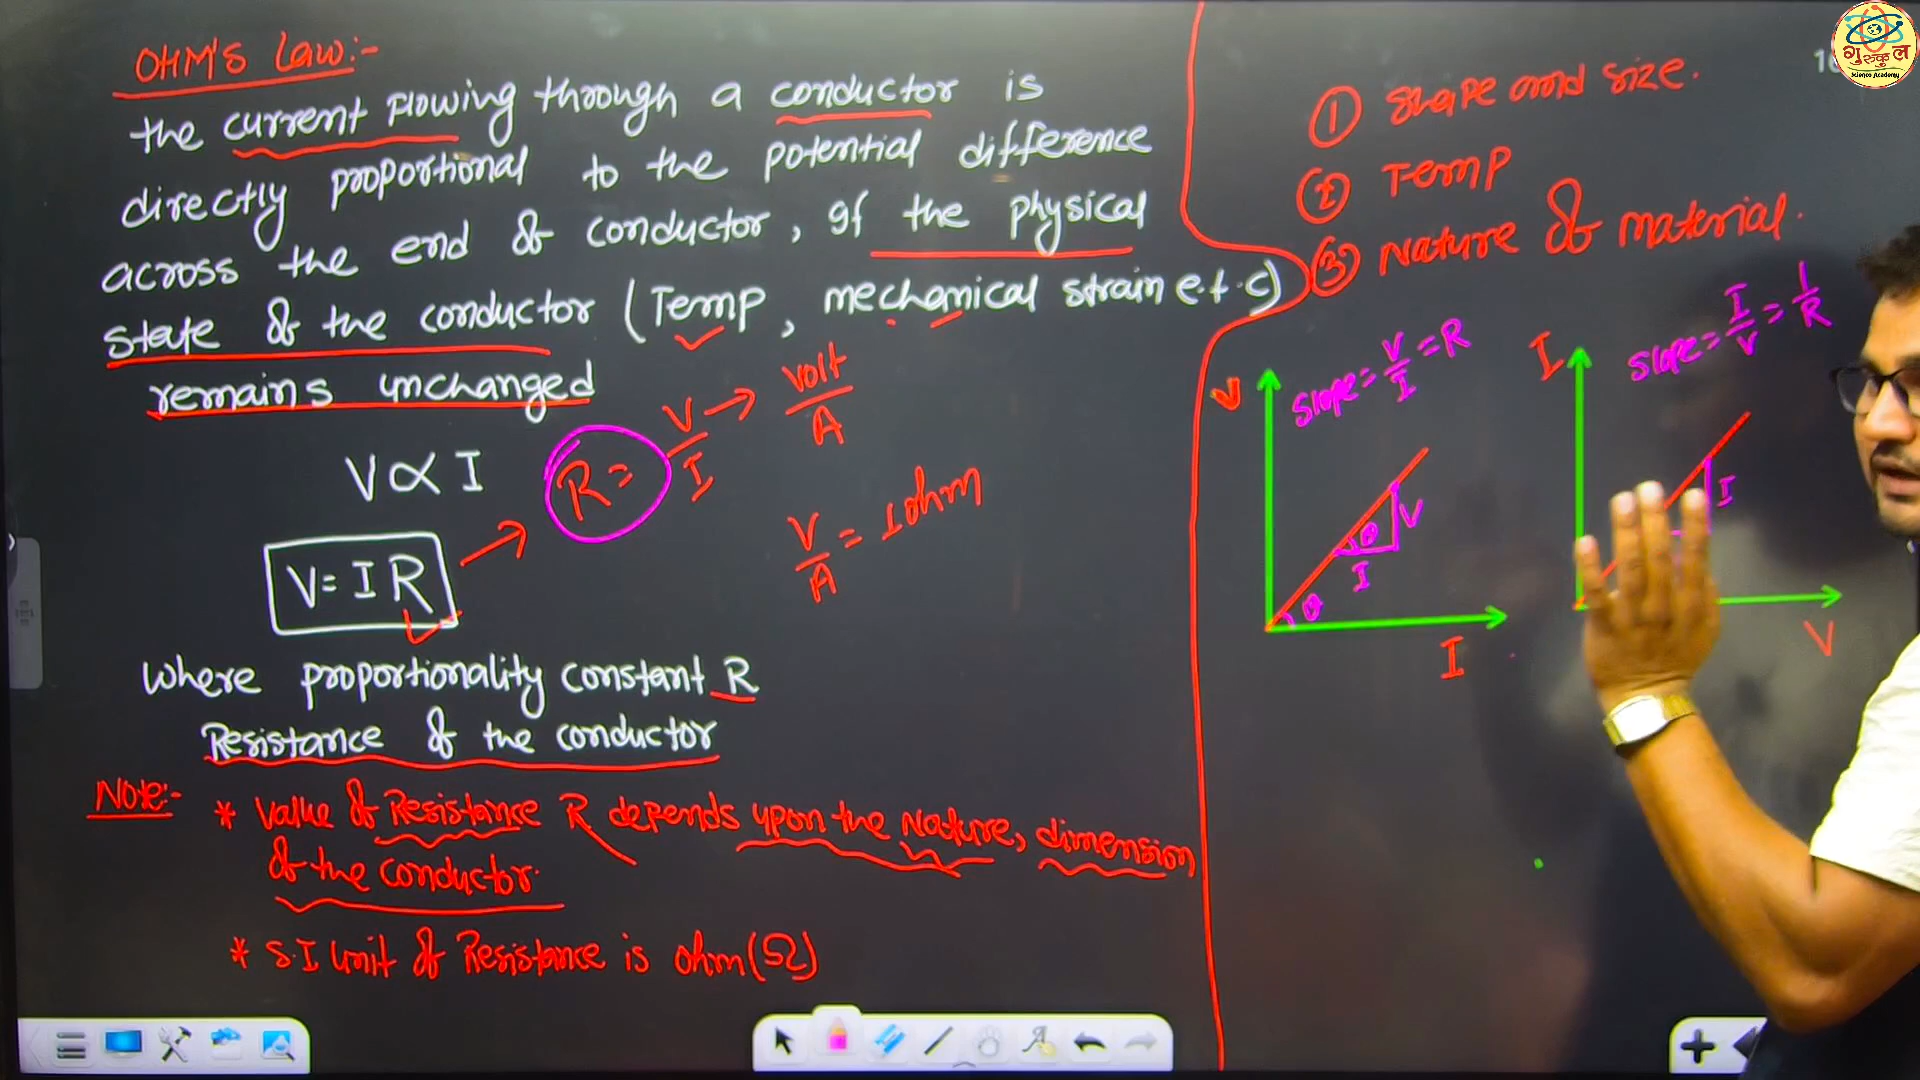 OHM'S Law:-
the current flowing through a conductor is
directly proportional to the potential difference
across the end of conductor, If the physical
state of the conductor (Temp, mechanical strain e.t.c)
remains unchanged
V ∝ I
V = I R
R = V/I → volt/A
V/A = 1 ohm
Where proportionality constant R
Resistance of the conductor
Note:-
* Value of Resistance R depends upon the Nature, dimension
of the conductor.
* S.I Unit of Resistance is ohm (Ω)
① Shape and size.
② Temp
③ Nature of material.
V
Slope = V/I = R
θ
V
I
θ
I
I
Slope = I/V = 1/R
I
V
गुरुकुल
Science Academy